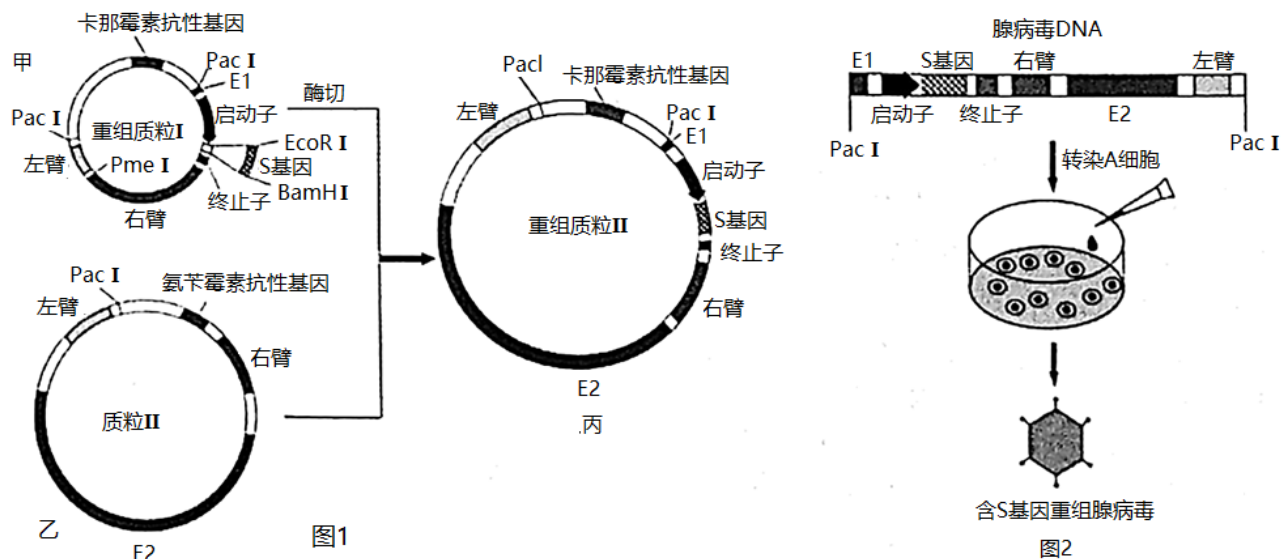 甲
卡那霉素抗性基因
Pac I
E1
启动子
Pac I
重组质粒I
EcoR I
S基因
BamH I
左臂
Pme I
终止子
右臂
酶切
Pac I
左臂
氨苄霉素抗性基因
右臂
质粒II
乙
E2
图1
PacI
卡那霉素抗性基因
左臂
Pac I
E1
启动子
重组质粒II
S基因
终止子
右臂
E2
.丙
腺病毒DNA
E1
S基因
右臂
左臂
启动子
终止子
E2
Pac I
Pac I
转染A细胞
含S基因重组腺病毒
图2